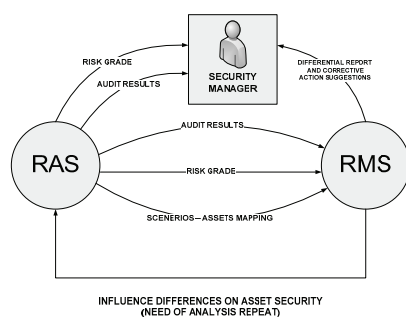 RISK GRADE
AUDIT RESULTS
SECURITY
MANAGER
DIFFERENTIAL REPORT
AND CORRECTIVE
ACTION SUGGESTIONS
RAS
AUDIT RESULTS
RISK GRADE
SCENERIOS—ASSETS MAPPING
RMS
INFLUENCE DIFFERENCES ON ASSET SECURITY
(NEED OF ANALYSIS REPEAT)